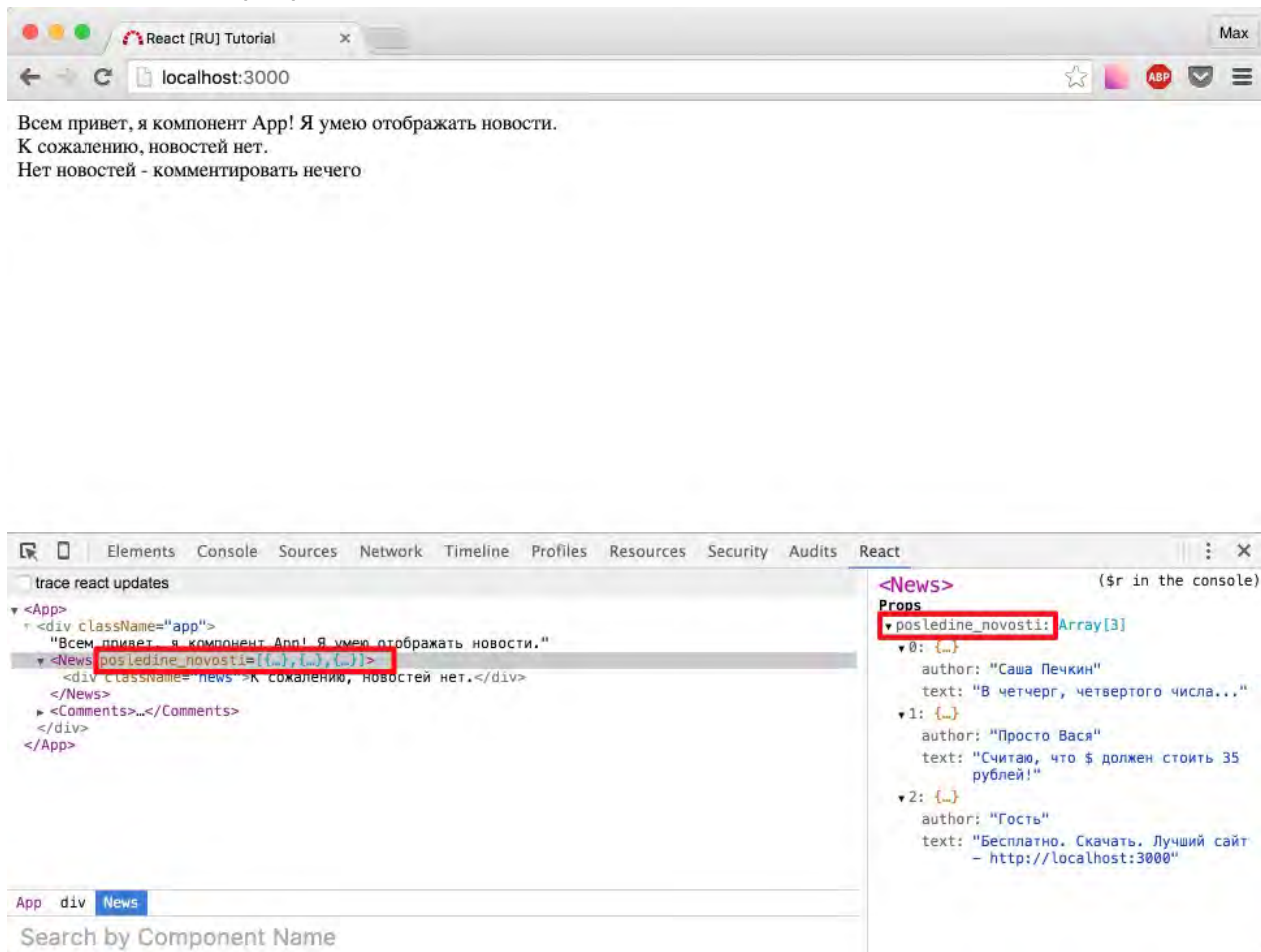 React [RU] Tutorial
Max
localhost:3000
ABP
Всем привет, я компонент App! Я умею отображать новости.
К сожалению, новостей нет.
Нет новостей - комментировать нечего
Elements Console Sources Network Timeline Profiles Resources Security Audits React
trace react updates
<App>
<div className="app">
"Всем привет, я компонент App! Я умею отображать новости."
<News posledine_novosti=[{…},{…},{…}]>
<div className="news">К сожалению, новостей нет.</div>
</News>
<Comments>…</Comments>
</div>
</App>
App div News
Search by Component Name
<News> ($r in the console)
Props
posledine_novosti: Array[3]
0: {…}
author: "Саша Печкин"
text: "В четчерг, четвертого числа..."
1: {…}
author: "Просто Вася"
text: "Считаю, что $ должен стоить 35
рублей!"
2: {…}
author: "Гость"
text: "Бесплатно. Скачать. Лучший сайт
- http://localhost:3000"